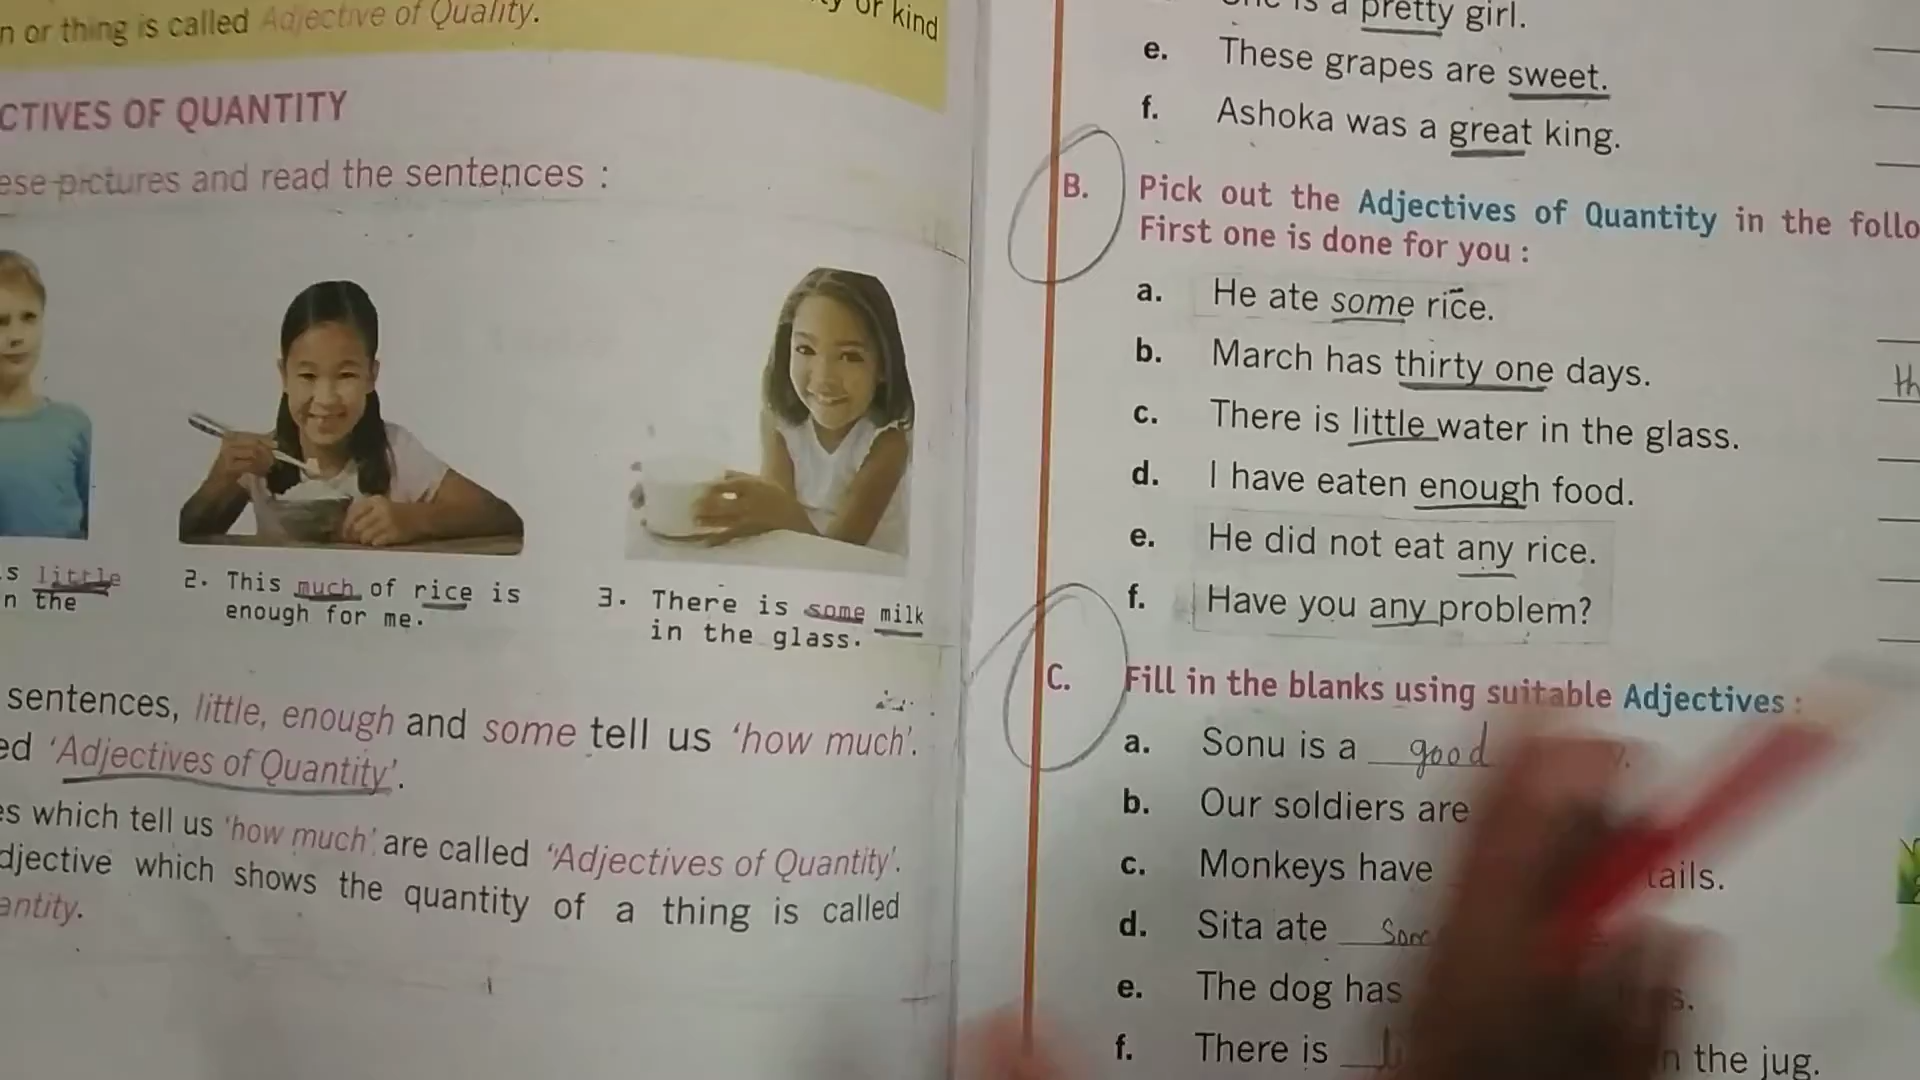 n or thing is called Adjective of Quality.
or kind
CTIVES OF QUANTITY
ese pictures and read the sentences :
s little
n the
2. This much of rice is
enough for me.
3. There is some milk
in the glass.
sentences, little, enough and some tell us 'how much'.
ed 'Adjectives of Quantity'.
es which tell us 'how much' are called 'Adjectives of Quantity'.
djective which shows the quantity of a thing is called
antity.
is a pretty girl.
e. These grapes are sweet.
f. Ashoka was a great king.
B. Pick out the Adjectives of Quantity in the follo
First one is done for you :
a. He ate some rice.
b. March has thirty one days.
th
c. There is little water in the glass.
d. I have eaten enough food.
e. He did not eat any rice.
f. Have you any problem?
C. Fill in the blanks using suitable Adjectives :
a. Sonu is a good
b. Our soldiers are
c. Monkeys have tails.
d. Sita ate Som
e. The dog has s.
f. There is n the jug.